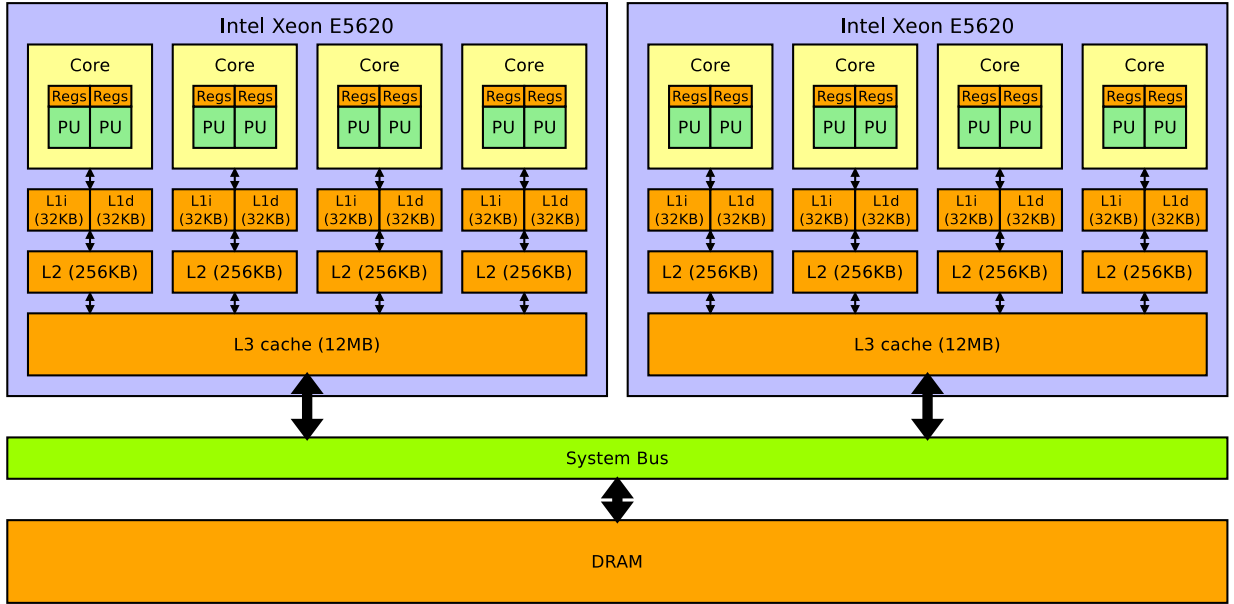 Intel Xeon E5620 Intel Xeon E5620
Core Core Core Core Core Core Core Core
Regs Regs Regs Regs Regs Regs Regs Regs Regs Regs Regs Regs Regs Regs Regs Regs
PU PU PU PU PU PU PU PU PU PU PU PU PU PU PU PU
L1i L1d L1i L1d L1i L1d L1i L1d L1i L1d L1i L1d L1i L1d L1i L1d
(32KB) (32KB) (32KB) (32KB) (32KB) (32KB) (32KB) (32KB) (32KB) (32KB) (32KB) (32KB) (32KB) (32KB) (32KB) (32KB)
L2 (256KB) L2 (256KB) L2 (256KB) L2 (256KB) L2 (256KB) L2 (256KB) L2 (256KB) L2 (256KB)
L3 cache (12MB) L3 cache (12MB)
System Bus
DRAM